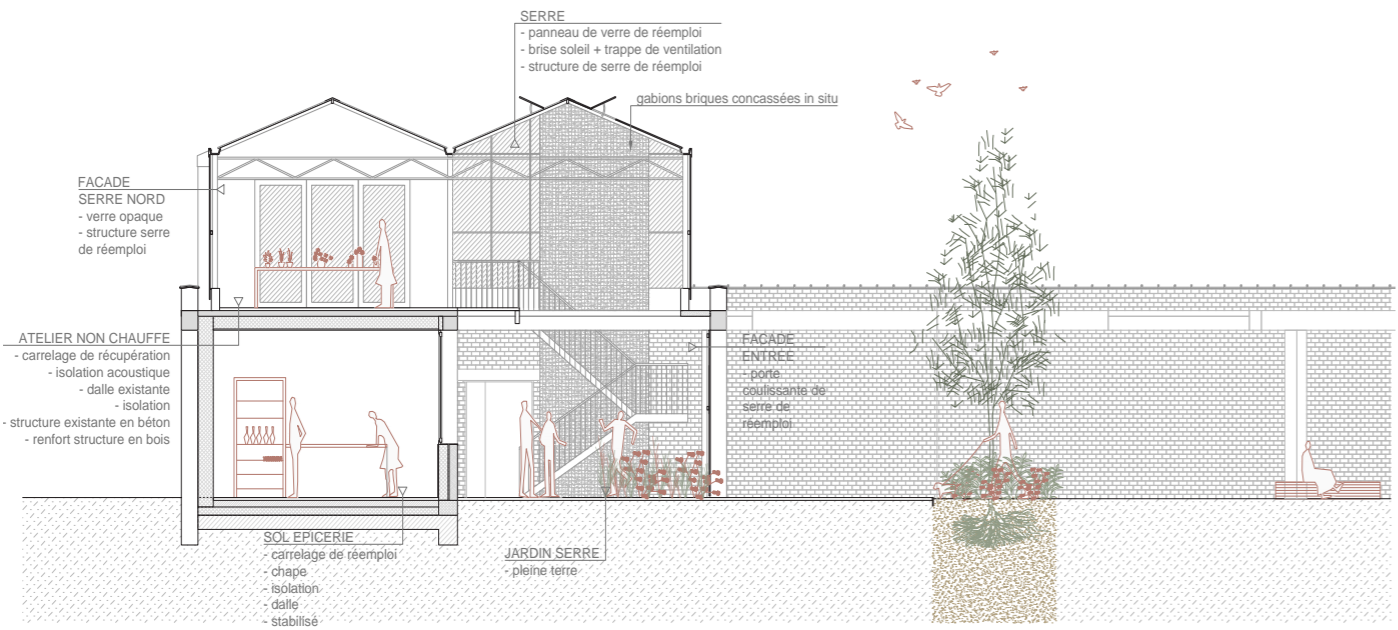 SERRE
- panneau de verre de réemploi
- brise soleil + trappe de ventilation
- structure de serre de réemploi
gabions briques concassées in situ
FACADE
SERRE NORD
- verre opaque
- structure serre
de réemploi
ATELIER NON CHAUFFE
- carrelage de récupération
- isolation acoustique
- dalle existante
- isolation
- structure existante en béton
- renfort structure en bois
FACADE
ENTREE
- porte
coulissante de
serre de
réemploi
SOL EPICERIE
- carrelage de réemploi
- chape
- isolation
- dalle
- stabilisé
JARDIN SERRE
- pleine terre